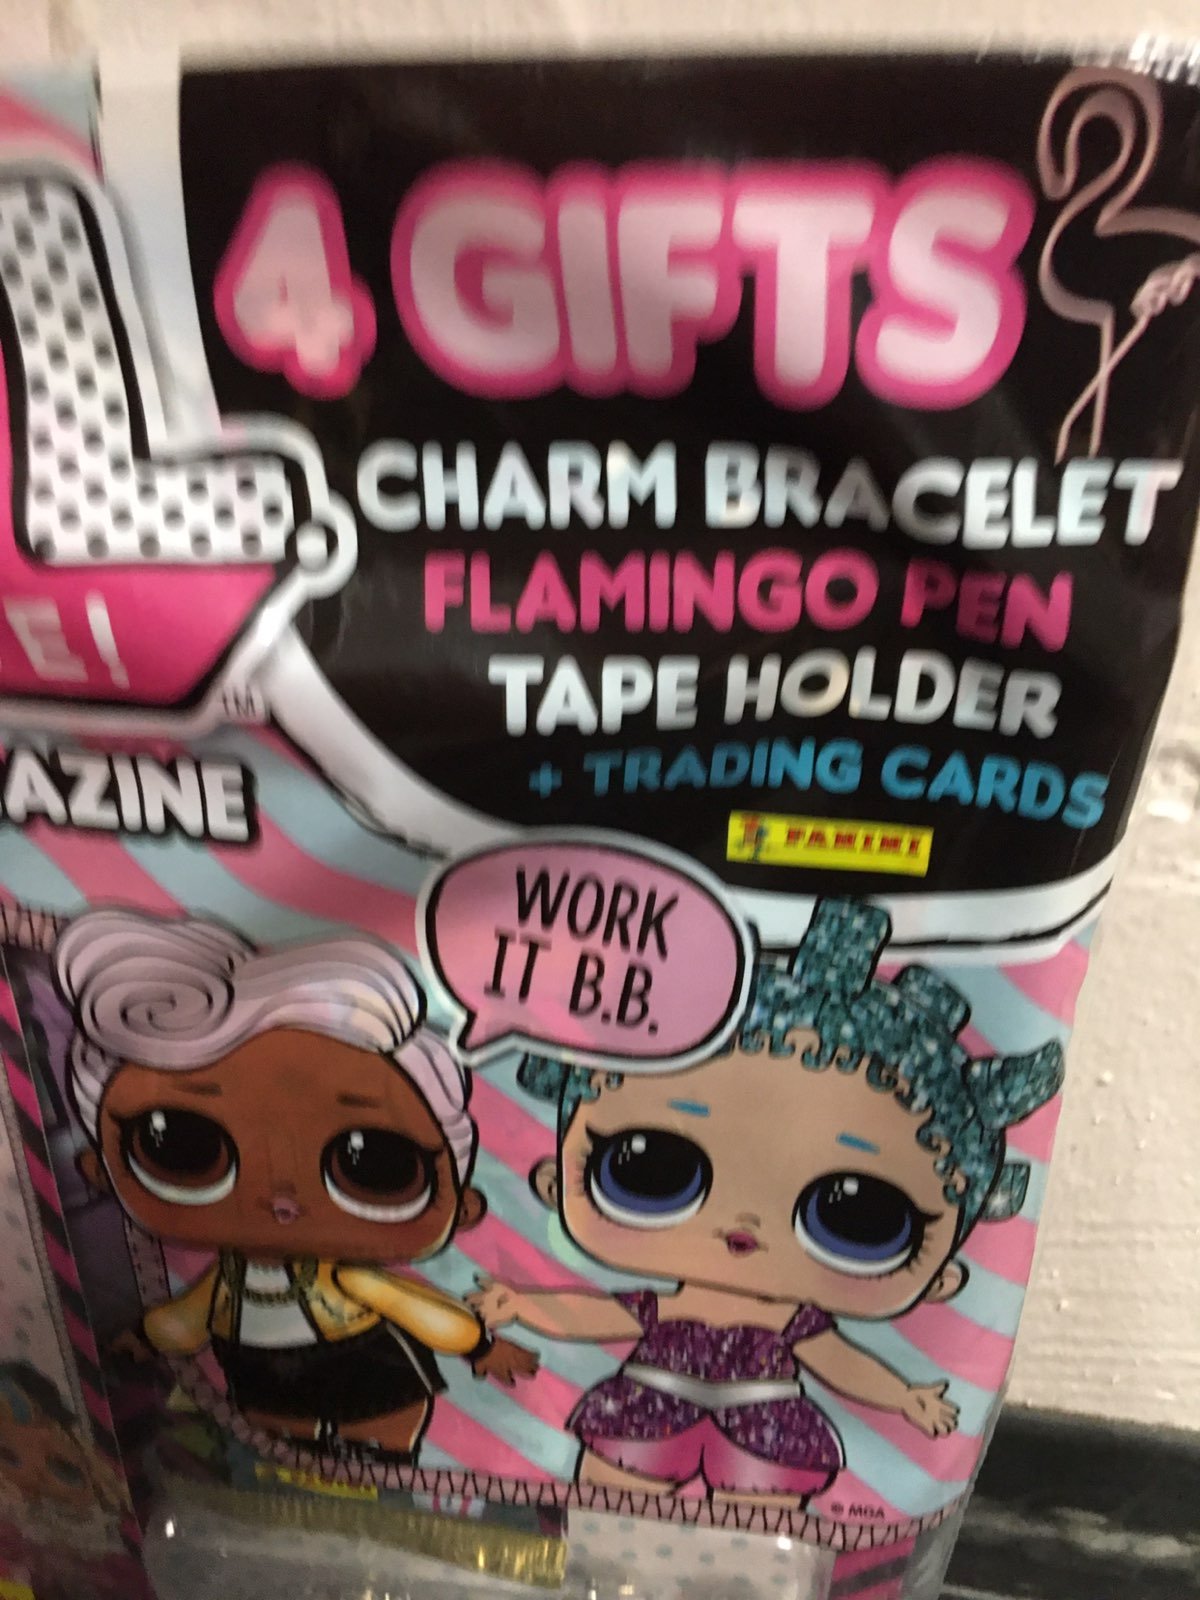 4 GIFTS
CHARM BRACELET
FLAMINGO PEN
TAPE HOLDER
+ TRADING CARDS
PANINI
L
E!
TM
AZINE
WORK
IT B.B.
© MGA